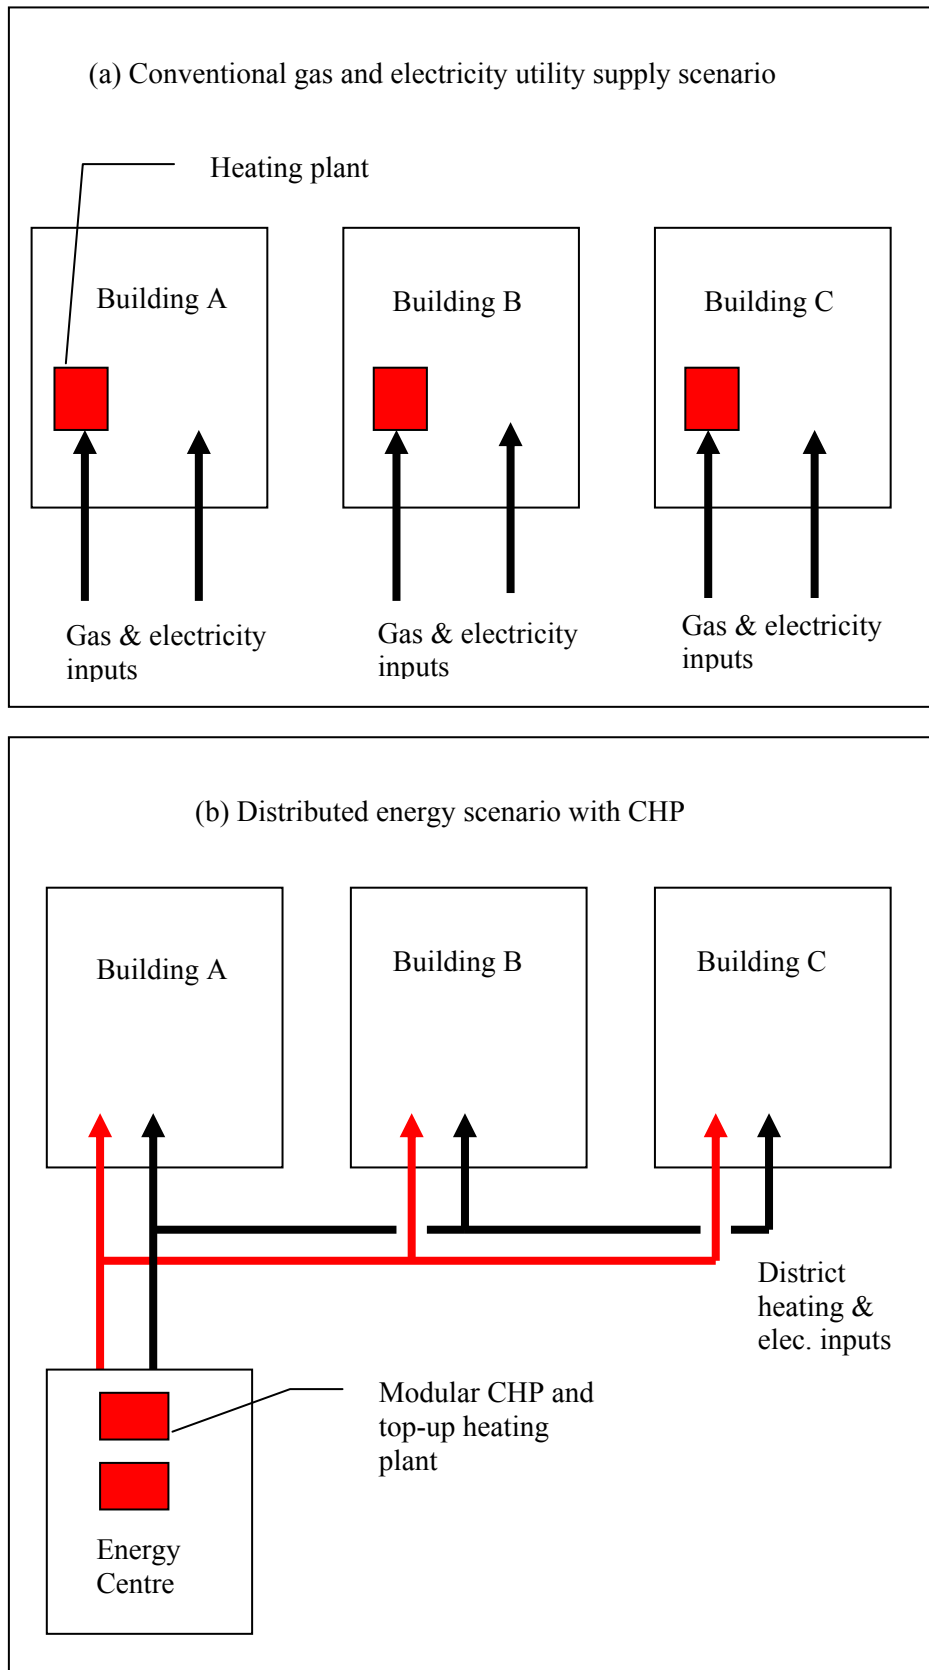 (a) Conventional gas and electricity utility supply scenario
Heating plant
Building A
Building B
Building C
Gas & electricity
inputs
Gas & electricity
inputs
Gas & electricity
inputs
(b) Distributed energy scenario with CHP
Building A
Building B
Building C
District
heating &
elec. inputs
Modular CHP and
top-up heating
plant
Energy
Centre